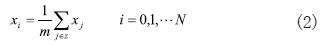 x_i = \frac{1}{m} \sum_{j \in z} x_j    i = 0,1,\cdots N    (2)